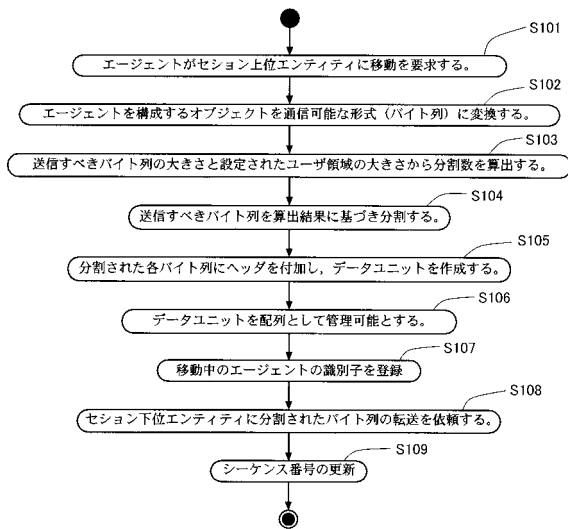 S101
エージェントがセション上位エンティティに移動を要求する。
S102
エージェントを構成するオブジェクトを通信可能な形式（バイト列）に変換する。
S103
送信すべきバイト列の大きさと設定されたユーザ領域の大きさから分割数を算出する。
S104
送信すべきバイト列を算出結果に基づき分割する。
S105
分割された各バイト列にヘッダを付加し，データユニットを作成する。
S106
データユニットを配列として管理可能とする。
S107
移動中のエージェントの識別子を登録
S108
セション下位エンティティに分割されたバイト列の転送を依頼する。
S109
シーケンス番号の更新